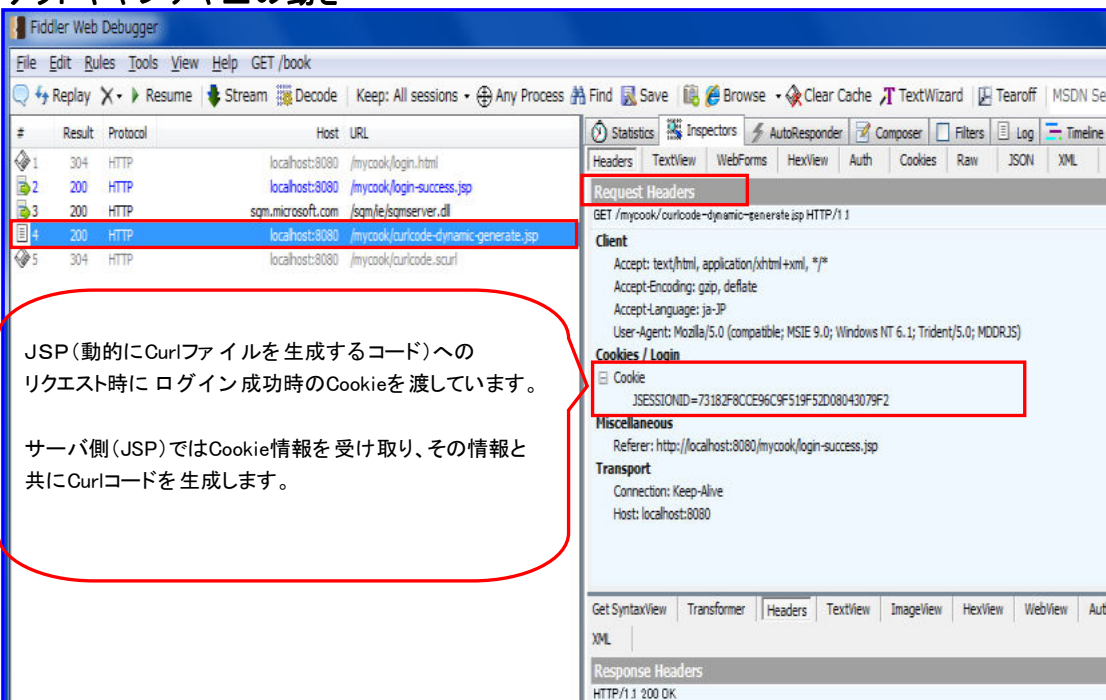 Fiddler Web Debugger
File Edit Rules Tools View Help GET /book
Replay X Resume Stream Decode Keep: All sessions Any Process Find Save Browse Clear Cache TextWizard Tearoff MSDN Se
# Result Protocol Host URL
1 304 HTTP localhost:8080 /mycook/login.html
2 200 HTTP localhost:8080 /mycook/login-success.jsp
3 200 HTTP sqm.microsoft.com /sqm/ie/sqmserver.dll
4 200 HTTP localhost:8080 /mycook/curlcode-dynamic-generate.jsp
5 304 HTTP localhost:8080 /mycook/curlcode.scurl
JSP(動的にCurlファイルを生成するコード)への
リクエスト時にログイン成功時のCookieを渡しています。
サーバ側(JSP)ではCookie情報を受け取り、その情報と
共にCurlコードを生成します。
Statistics Inspectors AutoResponder Composer Filters Log Timeline
Headers TextView WebForms HexView Auth Cookies Raw JSON XML
Request Headers
GET /mycook/curlcode-dynamic-generate.jsp HTTP/1.1
Client
Accept: text/html, application/xhtml+xml, */*
Accept-Encoding: gzip, deflate
Accept-Language: ja-JP
User-Agent: Mozilla/5.0 (compatible; MSIE 9.0; Windows NT 6.1; Trident/5.0; MDDRJS)
Cookies / Login
Cookie
JSESSIONID=73182F8CCE96C9F519F52D08043079F2
Miscellaneous
Referer: http://localhost:8080/mycook/login-success.jsp
Transport
Connection: Keep-Alive
Host: localhost:8080
Get SyntaxView Transformer Headers TextView ImageView HexView WebView Aut
XML
Response Headers
HTTP/1.1 200 OK